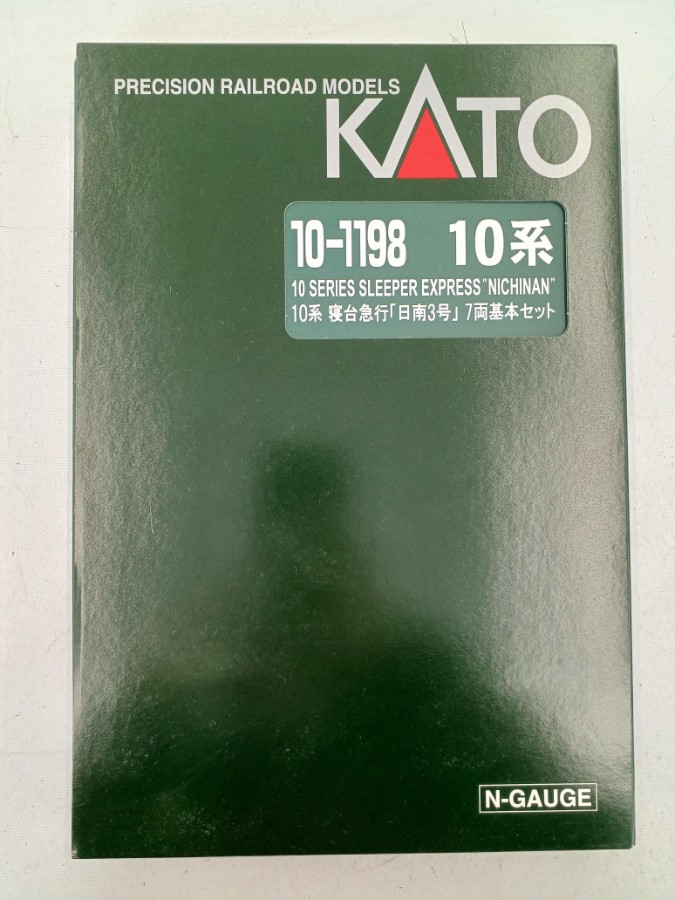 PRECISION RAILROAD MODELS
KATO
10-1198 10系
10 SERIES SLEEPER EXPRESS "NICHINAN"
10系 寝台急行「日南3号」 7両基本セット
N-GAUGE